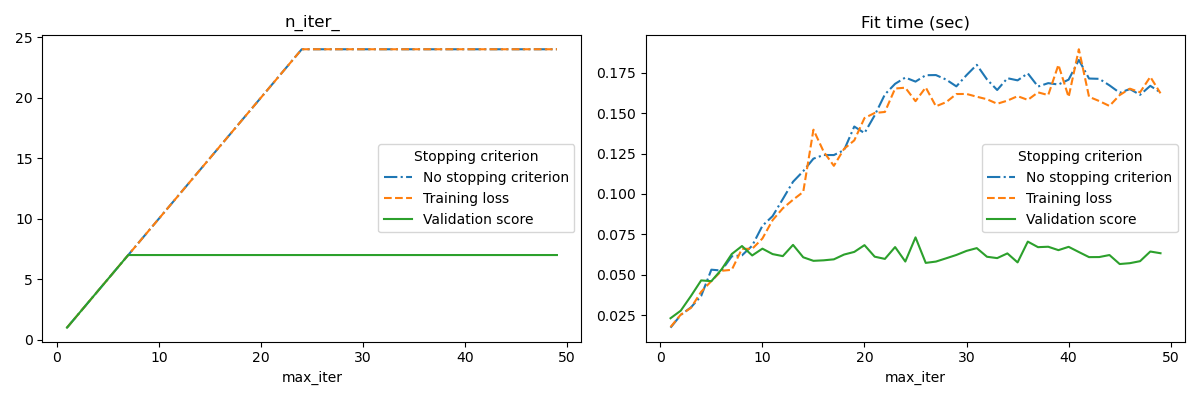 n_iter_
25
20
15
10
5
0
0 10 20 30 40 50
max_iter
Stopping criterion
No stopping criterion
Training loss
Validation score
Fit time (sec)
0.175
0.150
0.125
0.100
0.075
0.050
0.025
0 10 20 30 40 50
max_iter
Stopping criterion
No stopping criterion
Training loss
Validation score